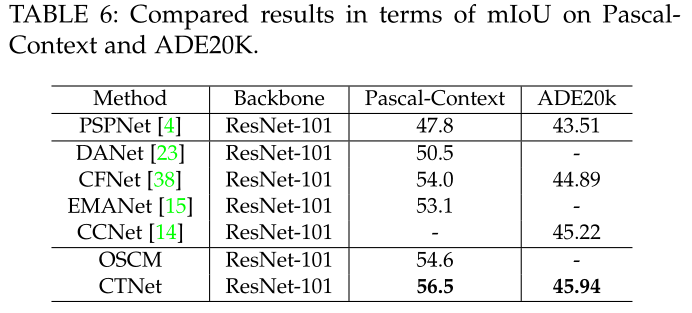 TABLE 6: Compared results in terms of mIoU on Pascal-
Context and ADE20K.
Method Backbone Pascal-Context ADE20k
PSPNet [4] ResNet-101 47.8 43.51
DANet [23] ResNet-101 50.5 -
CFNet [38] ResNet-101 54.0 44.89
EMANet [15] ResNet-101 53.1 -
CCNet [14] ResNet-101 - 45.22
OSCM ResNet-101 54.6 -
CTNet ResNet-101 56.5 45.94